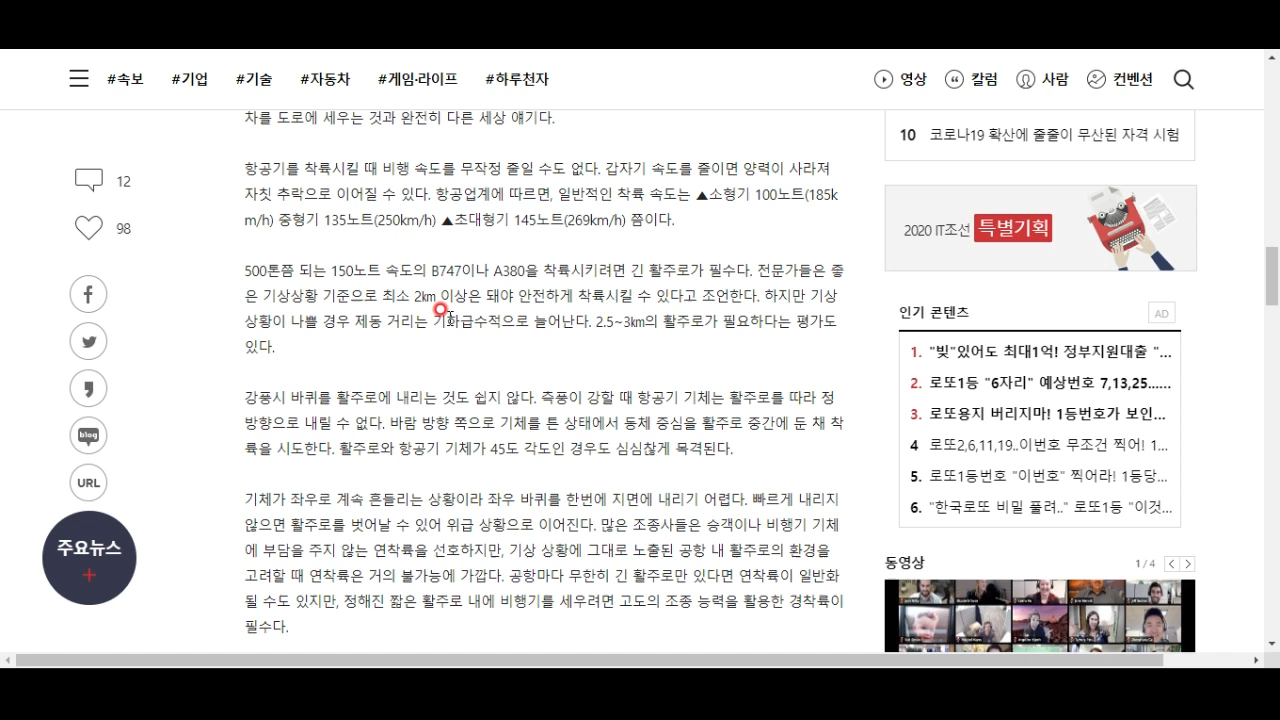 #속보 #기업 #기술 #자동차 #게임·라이프 #하루천자 영상 칼럼 사람 컨벤션
차를 도로에 세우는 것과 완전히 다른 세상 얘기다.
항공기를 착륙시킬 때 비행 속도를 무작정 줄일 수도 없다. 갑자기 속도를 줄이면 양력이 사라져
자칫 추락으로 이어질 수 있다. 항공업계에 따르면, 일반적인 착륙 속도는 ▲소형기 100노트(185k
m/h) 중형기 135노트(250km/h) ▲초대형기 145노트(269km/h) 쯤이다.
500톤쯤 되는 150노트 속도의 B747이나 A380을 착륙시키려면 긴 활주로가 필수다. 전문가들은 좋
은 기상상황 기준으로 최소 2㎞ 이상은 돼야 안전하게 착륙시킬 수 있다고 조언한다. 하지만 기상
상황이 나쁠 경우 제동 거리는 기하급수적으로 늘어난다. 2.5~3㎞의 활주로가 필요하다는 평가도
있다.
강풍시 바퀴를 활주로에 내리는 것도 쉽지 않다. 측풍이 강할 때 항공기 기체는 활주로를 따라 정
방향으로 내릴 수 없다. 바람 방향 쪽으로 기체를 튼 상태에서 동체 중심을 활주로 중간에 둔 채 착
륙을 시도한다. 활주로와 항공기 기체가 45도 각도인 경우도 심심찮게 목격된다.
기체가 좌우로 계속 흔들리는 상황이라 좌우 바퀴를 한번에 지면에 내리기 어렵다. 빠르게 내리지
않으면 활주로를 벗어날 수 있어 위급 상황으로 이어진다. 많은 조종사들은 승객이나 비행기 기체
에 부담을 주지 않는 연착륙을 선호하지만, 기상 상황에 그대로 노출된 공항 내 활주로의 환경을
고려할 때 연착륙은 거의 불가능에 가깝다. 공항마다 무한히 긴 활주로만 있다면 연착륙이 일반화
될 수도 있지만, 정해진 짧은 활주로 내에 비행기를 세우려면 고도의 조종 능력을 활용한 경착륙이
필수다.
12
98
blog
URL
주요뉴스
+
10 코로나19 확산에 줄줄이 무산된 자격 시험
2020 IT조선 특별기획
인기 콘텐츠 AD
1. "빚"있어도 최대1억! 정부지원대출 "...
2. 로또1등 "6자리" 예상번호 7,13,25......
3. 로또용지 버리지마! 1등번호가 보인...
4 로또2,6,11,19..이번호 무조건 찍어! 1...
5. 로또1등번호 "이번호" 찍어라! 1등당...
6. "한국로또 비밀 풀려.." 로또1등 "이것...
동영상 1 / 4